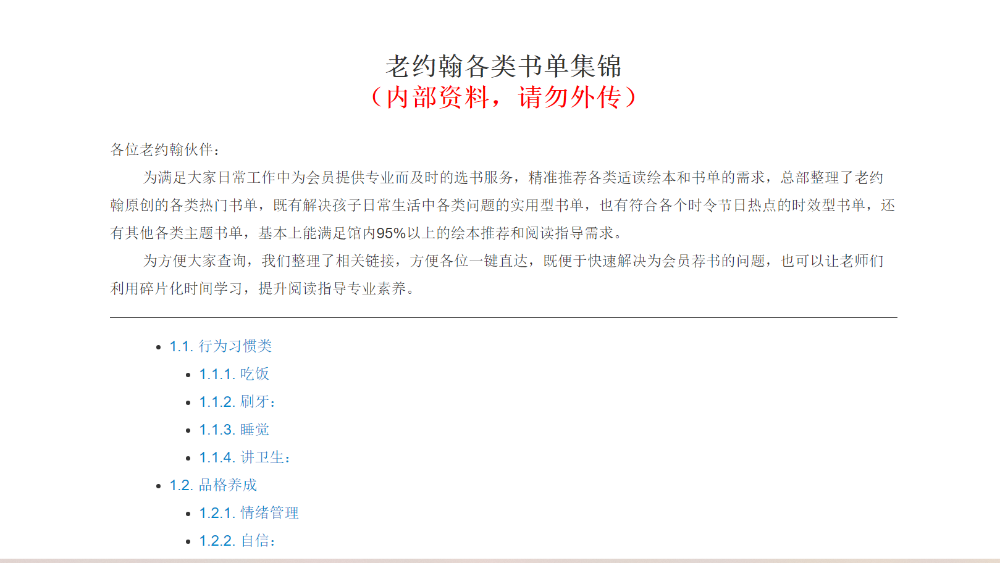 老约翰各类书单集锦
（内部资料，请勿外传）
各位老约翰伙伴：
为满足大家日常工作中为会员提供专业而及时的选书服务，精准推荐各类适读绘本和书单的需求，总部整理了老约
翰原创的各类热门书单，既有解决孩子日常生活中各类问题的实用型书单，也有符合各个时令节日热点的时效型书单，还
有其他各类主题书单，基本上能满足馆内95%以上的绘本推荐和阅读指导需求。
为方便大家查询，我们整理了相关链接，方便各位一键直达，既便于快速解决为会员荐书的问题，也可以让老师们
利用碎片化时间学习，提升阅读指导专业素养。
1.1. 行为习惯类
1.1.1. 吃饭
1.1.2. 刷牙：
1.1.3. 睡觉
1.1.4. 讲卫生：
1.2. 品格养成
1.2.1. 情绪管理
1.2.2. 自信：